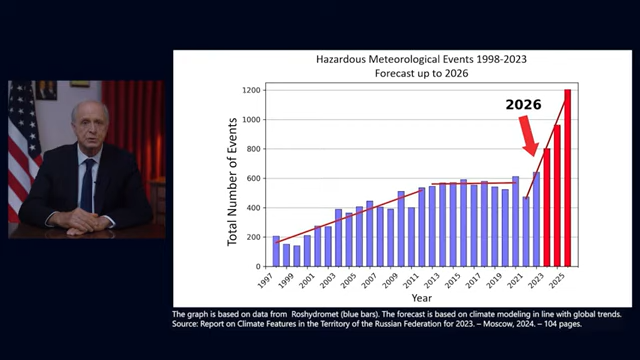 Hazardous Meteorological Events 1998-2023
Forecast up to 2026
2026
Total Number of Events
1200
1000
800
600
400
200
0
1997 1999 2001 2003 2005 2007 2009 2011 2013 2015 2017 2019 2021 2023 2025
Year
The graph is based on data from Roshydromet (blue bars). The forecast is based on climate modeling in line with global trends.
Source: Report on Climate Features in the Territory of the Russian Federation for 2023. – Moscow, 2024. – 104 pages.